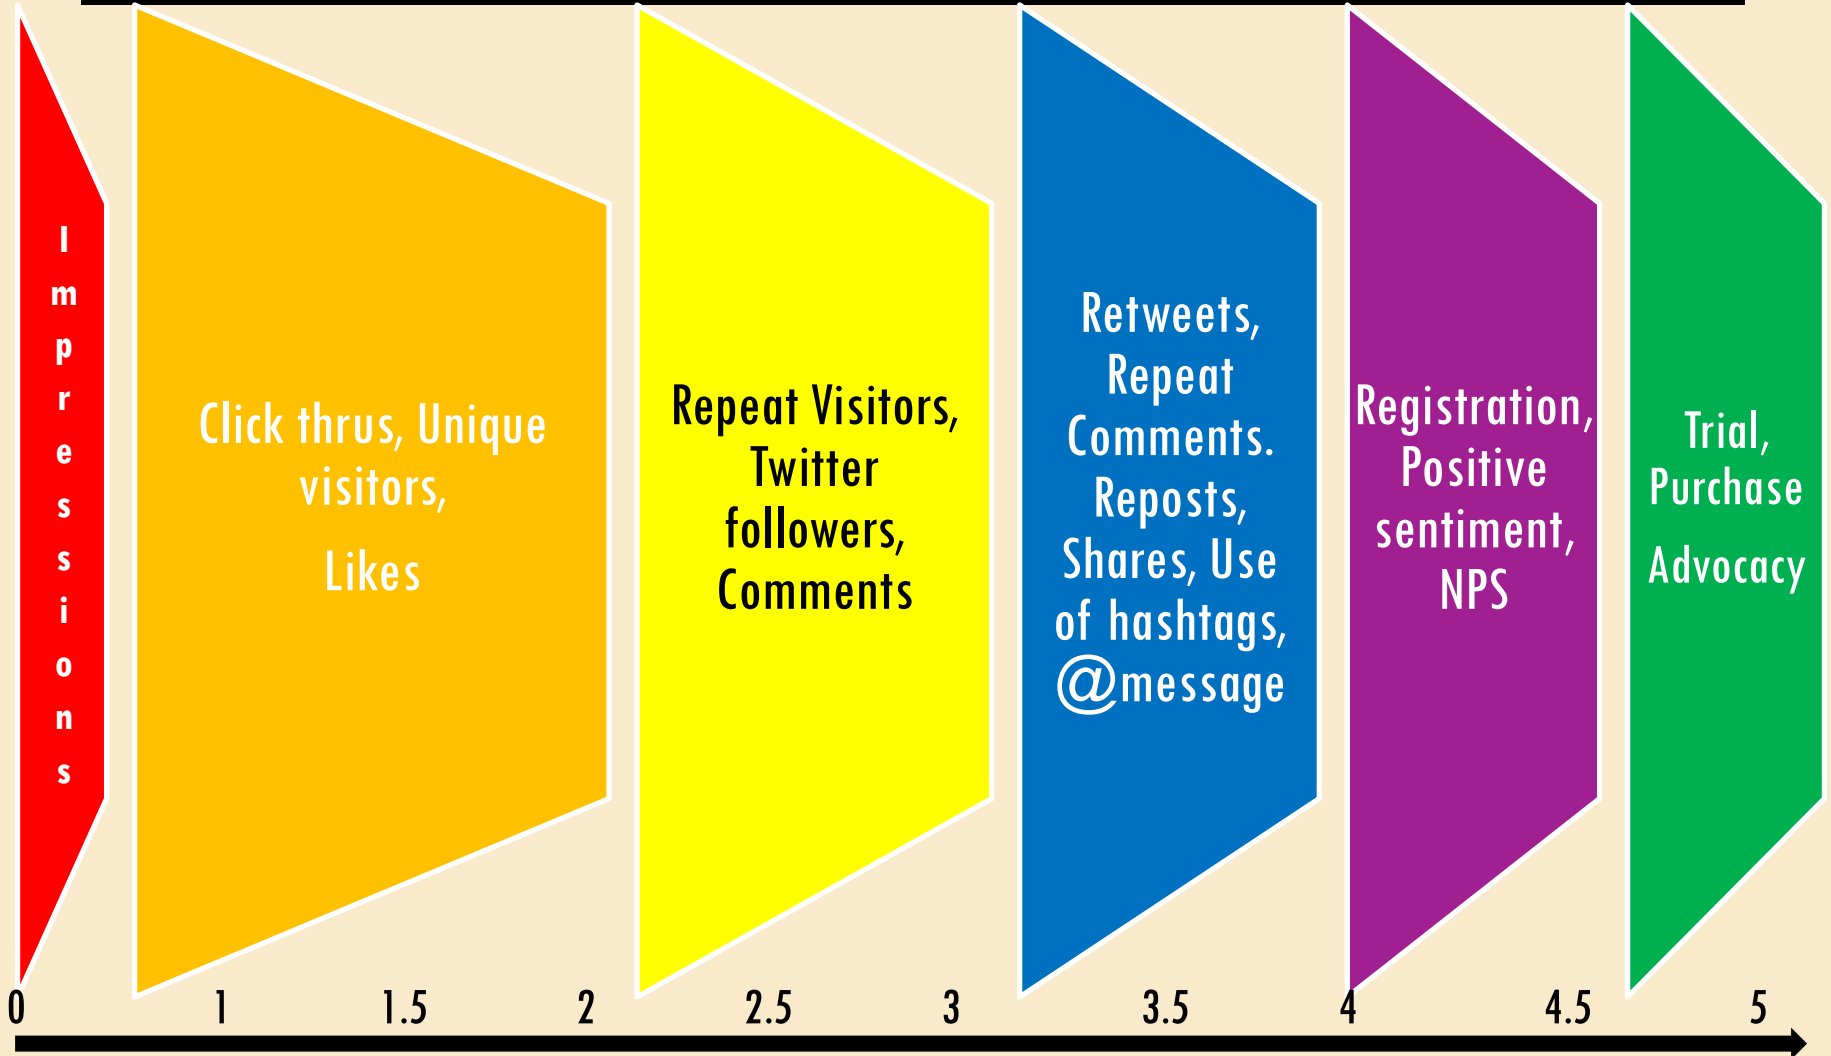 Impressions
Click thrus, Unique
visitors,
Likes
Repeat Visitors,
Twitter
followers,
Comments
Retweets,
Repeat
Comments.
Reposts,
Shares, Use
of hashtags,
@message
Registration,
Positive
sentiment,
NPS
Trial,
Purchase
Advocacy
0 1 1.5 2 2.5 3 3.5 4 4.5 5